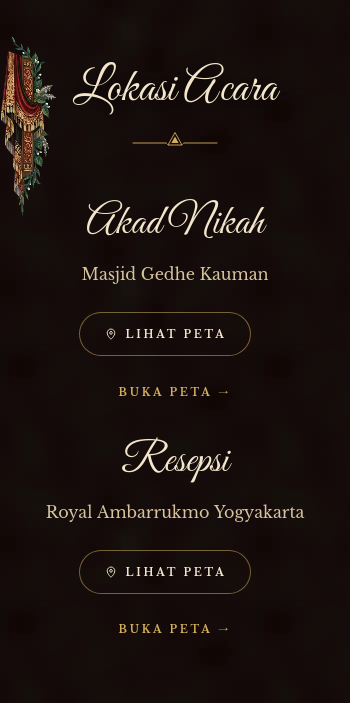 Lokasi Acara
Akad Nikah
Masjid Gedhe Kauman
LIHAT PETA
BUKA PETA →
Resepsi
Royal Ambarrukmo Yogyakarta
LIHAT PETA
BUKA PETA →